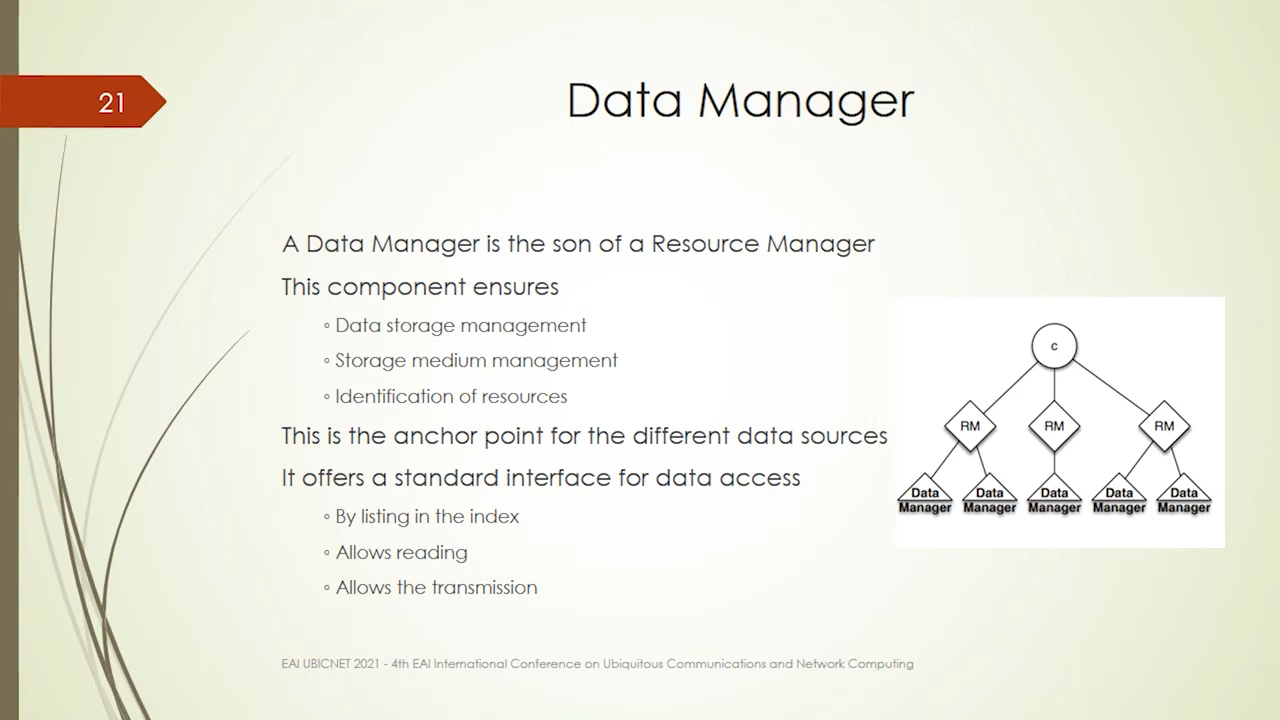 21
Data Manager
A Data Manager is the son of a Resource Manager
This component ensures
◦ Data storage management
◦ Storage medium management
◦ Identification of resources
This is the anchor point for the different data sources
It offers a standard interface for data access
◦ By listing in the index
◦ Allows reading
◦ Allows the transmission
c
RM RM RM
Data Data Data Data Data
Manager Manager Manager Manager Manager
EAI UBICNET 2021 - 4th EAI International Conference on Ubiquitous Communications and Network Computing